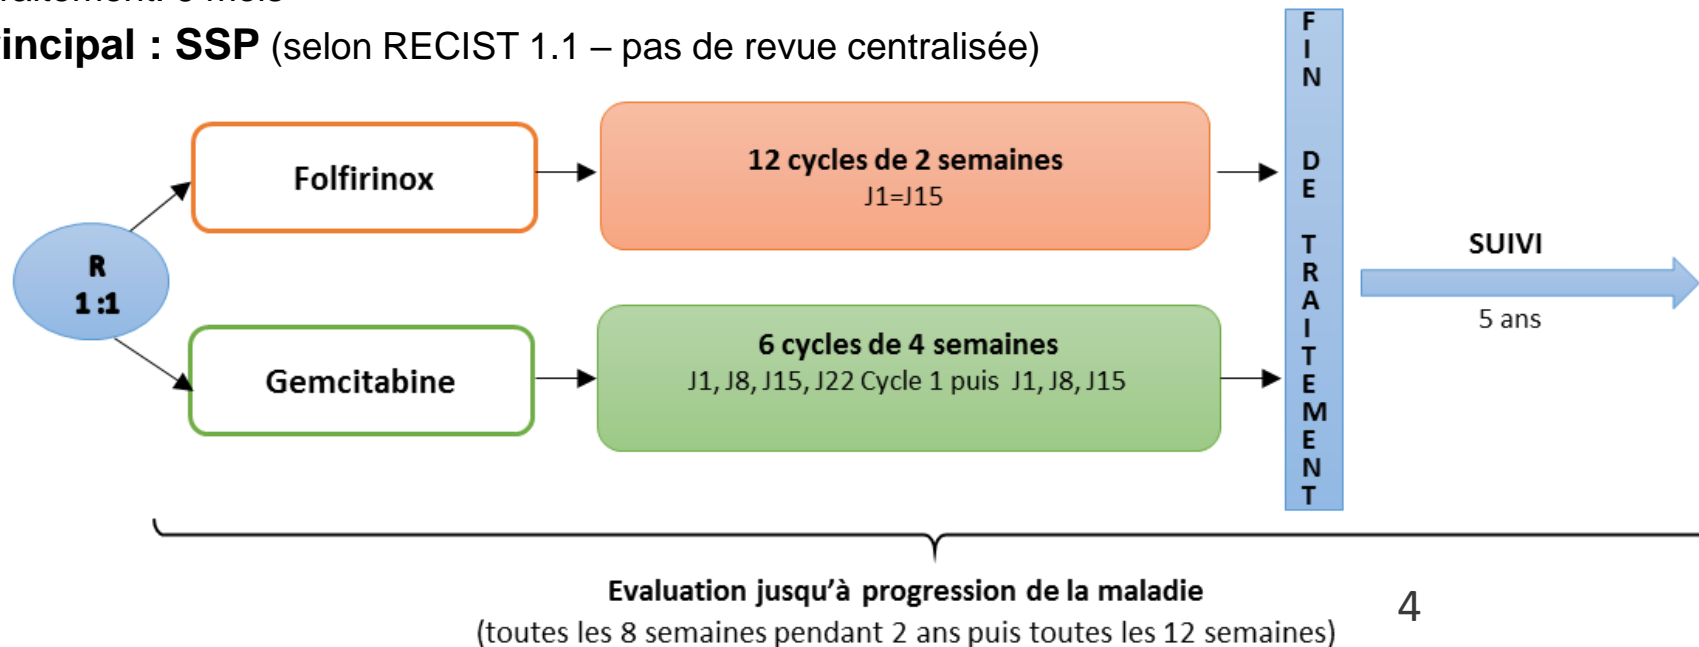 raitement: 6 mois
incipal : SSP (selon RECIST 1.1 – pas de revue centralisée)
Folfirinox
12 cycles de 2 semaines
J1=J15
R
1 :1
Gemcitabine
6 cycles de 4 semaines
J1, J8, J15, J22 Cycle 1 puis J1, J8, J15
FIN DE TRAITEMENT
SUIVI
5 ans
Evaluation jusqu’à progression de la maladie
(toutes les 8 semaines pendant 2 ans puis toutes les 12 semaines)
4